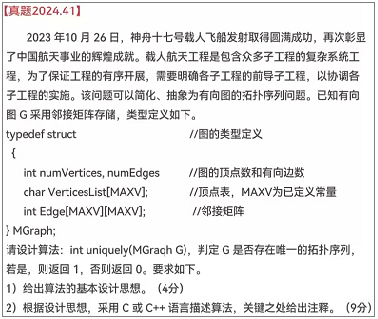 【真题2024.41】
2023年10月26日，神舟十七号载人飞船发射取得圆满成功，再次彰显
了中国航天事业的辉煌成就。载人航天工程是包含众多子工程的复杂系统工
程，为了保证工程的有序开展，需要明确各子工程的前导子工程，以协调各
子工程的实施。该问题可以简化、抽象为有向图的拓扑序列问题。已知有向
图 G 采用邻接矩阵存储，类型定义如下。
typedef struct //图的类型定义
{
int numVertices, numEdges //图的顶点数和有向边数
char VerticesList[MAXV]; //顶点表，MAXV为已定义常量
int Edge[MAXV][MAXV]; //邻接矩阵
} MGraph;
请设计算法：int uniquely(MGraph G)，判定 G 是否存在唯一的拓扑序列，
若是，则返回 1，否则返回 0。要求如下。
1）给出算法的基本设计思想。（4分）
2）根据设计思想，采用 C 或 C++ 语言描述算法，关键之处给出注释。（9分）